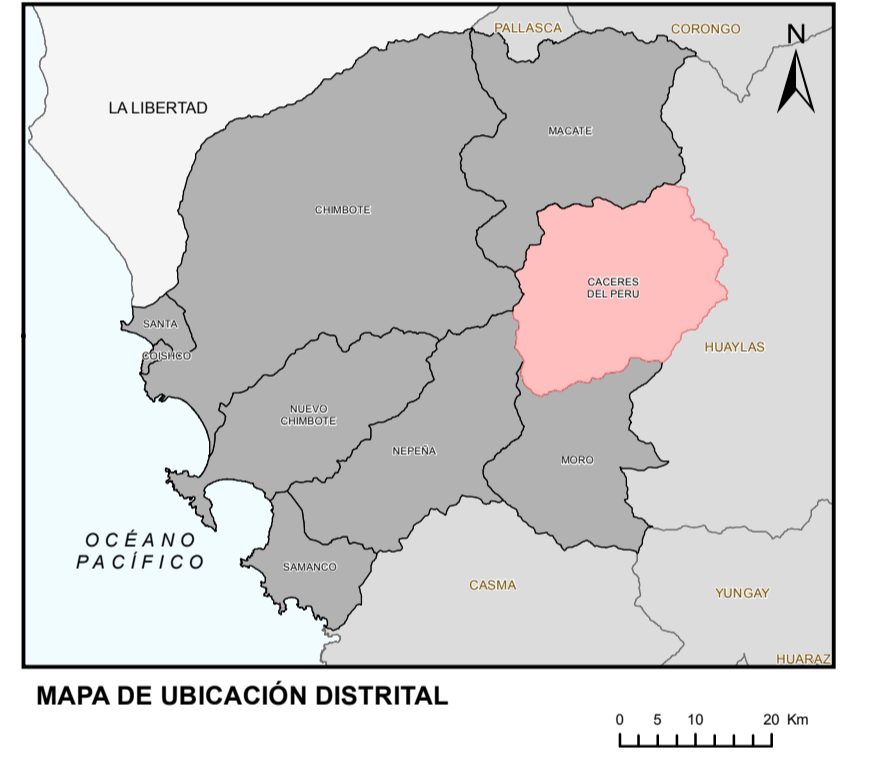 PALLASCA
CORONGO
N
LA LIBERTAD
MACATE
CHIMBOTE
CACERES
DEL PERU
SANTA
COISHCO
HUAYLAS
NUEVO
CHIMBOTE
NEPEÑA
MORO
OCÉANO
PACÍFICO
SAMANCO
CASMA
YUNGAY
HUARAZ
MAPA DE UBICACIÓN DISTRITAL
0 5 10 20 Km